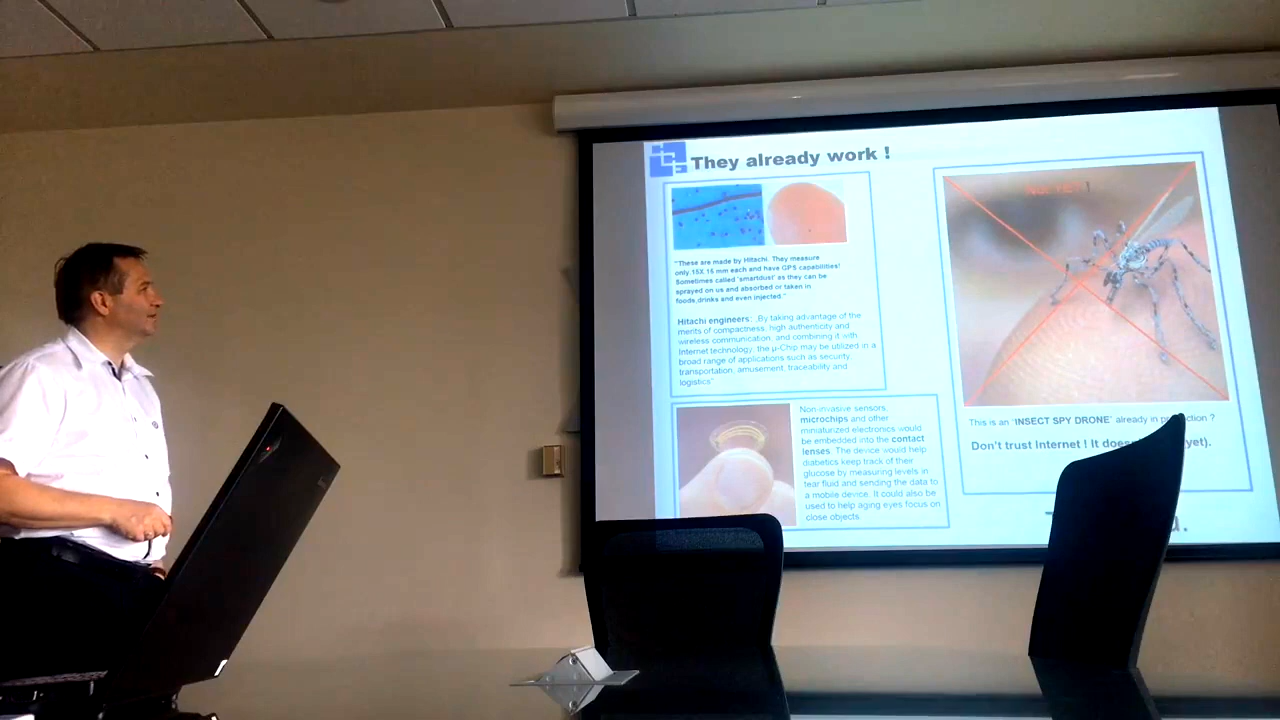 They already work !
"These are made by Hitachi. They measure
only.15X 15 mm each and have GPS capabilities!
Sometimes called 'smartdust' as they can be
sprayed on us and absorbed or taken in
foods,drinks and even injected."
Hitachi engineers: „By taking advantage of the
merits of compactness, high authenticity and
wireless communication, and combining it with
Internet technology, the µ-Chip may be utilized in a
broad range of applications such as security,
transportation, amusement, traceability and
logistics"
Non-invasive sensors,
microchips and other
miniaturized electronics would
be embedded into the contact
lenses. The device would help
diabetics keep track of their
glucose by measuring levels in
tear fluid and sending the data to
a mobile device. It could also be
used to help aging eyes focus on
close objects
Not YET!
This is an 'INSECT SPY DRONE' already in ?
Don't trust Internet ! It yet).